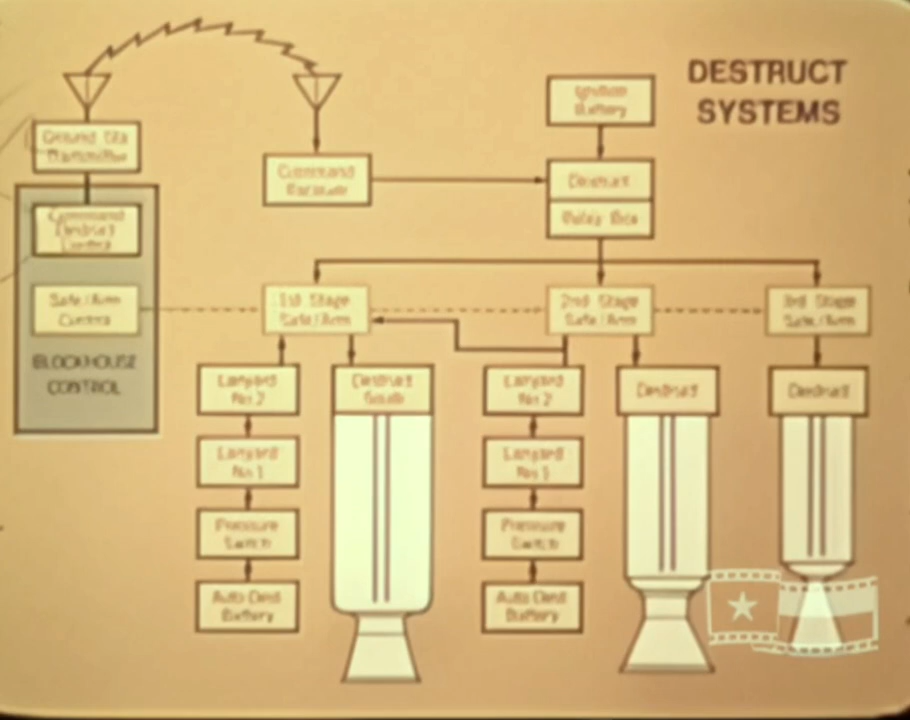 DESTRUCT
SYSTEMS
Ignition
Battery
Ground Sta
Transmitter
Command
Receiver
Destruct
Safety Box
Command
Destruct
Control
Safe/Arm
Control
1st Stage
Safe/Arm
2nd Stage
Safe/Arm
3rd Stage
Safe/Arm
BLOCKHOUSE
CONTROL
Lanyard
No.2
Destruct
Lanyard
No.2
Destruct
Destruct
Lanyard
No.1
Lanyard
No.1
Pressure
Switch
Pressure
Switch
Auto Dest
Battery
Auto Dest
Battery